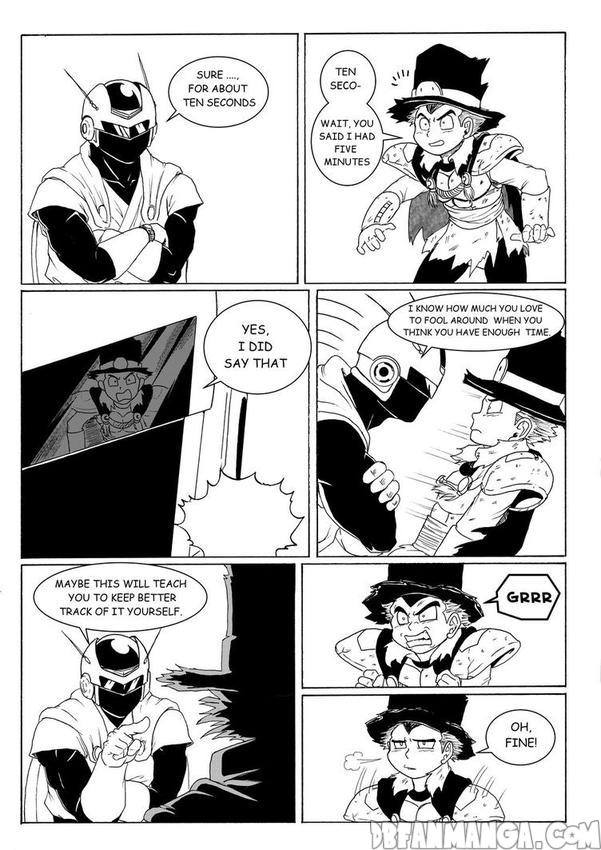 SURE ....,
FOR ABOUT
TEN SECONDS
TEN
SECO-
WAIT, YOU
SAID I HAD
FIVE
MINUTES
YES,
I DID
SAY THAT
I KNOW HOW MUCH YOU LOVE
TO FOOL AROUND WHEN YOU
THINK YOU HAVE ENOUGH TIME.
MAYBE THIS WILL TEACH
YOU TO KEEP BETTER
TRACK OF IT YOURSELF.
GRRR
OH,
FINE!
DBFANMANGA.COM